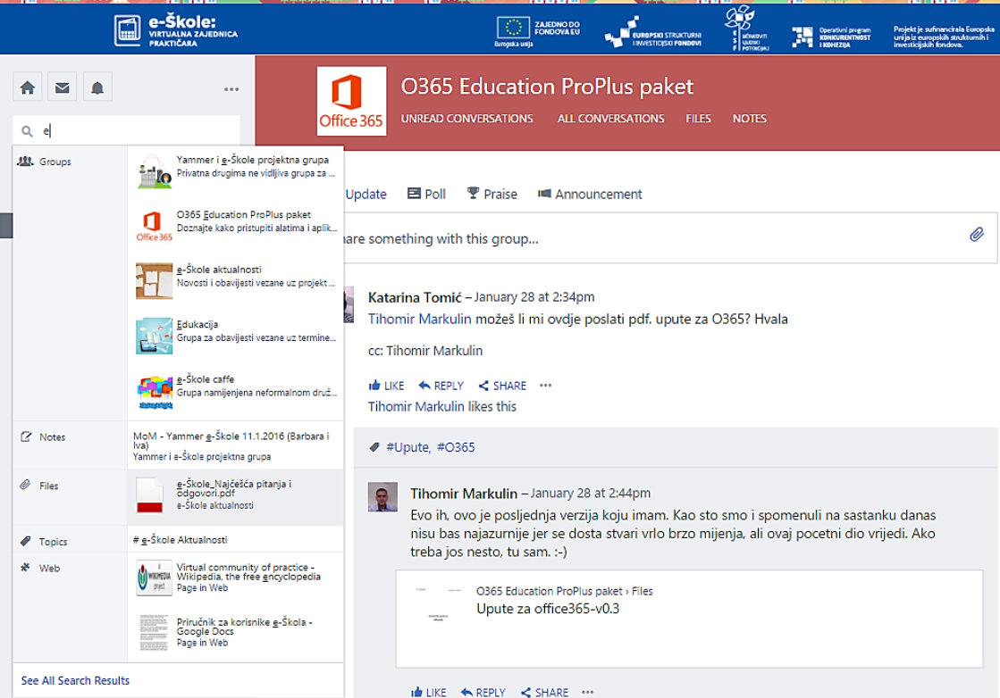 e-Škole:
VIRTUALNA ZAJEDNICA
PRAKTIČARA
Europska unija
ZAJEDNO DO
FONDOVA EU
EUROPSKI STRUKTURNI
I INVESTICIJSKI FONDOVI
E S F
UČINKOVITI
LJUDSKI
POTENCIJALI
Operativni program
KONKURENTNOST
I KOHEZIJA
Projekt je sufinancirala Europska
unija iz europskih strukturnih i
investicijskih fondova.
e
Office 365
O365 Education ProPlus paket
UNREAD CONVERSATIONS ALL CONVERSATIONS FILES NOTES
Groups
Yammer i e-Škole projektna grupa
Privatna drugima ne vidljiva grupa za ...
Office 365
O365 Education ProPlus paket
Doznajte kako pristupiti alatima i aplik...
e-Škole aktualnosti
Novosti i obavijesti vezane uz projekt ...
Edukacija
Grupa za obavijesti vezane uz termine...
e-Škole caffe
Grupa namijenjena neformalnom druž...
Notes
MoM - Yammer e-Škole 11.1.2016 (Barbara i
Iva)
Yammer i e-Škole projektna grupa
Files
e-Škole_Najčešća pitanja i
odgovori.pdf
e-Škole aktualnosti
Topics
# e-Škole Aktualnosti
Web
WIKIMEDIA
project
Virtual community of practice -
Wikipedia, the free encyclopedia
Page in Web
Priručnik za korisnike e-Škola -
Google Docs
Page in Web
See All Search Results
Update Poll Praise Announcement
hare something with this group...
Katarina Tomić – January 28 at 2:34pm
Tihomir Markulin možeš li mi ovdje poslati pdf. upute za O365? Hvala
cc: Tihomir Markulin
LIKE REPLY SHARE ...
Tihomir Markulin likes this
#Upute, #O365
Tihomir Markulin – January 28 at 2:44pm
Evo ih, ovo je posljednja verzija koju imam. Kao sto smo i spomenuli na sastanku danas
nisu bas najazurnije jer se dosta stvari vrlo brzo mijenja, ali ovaj pocetni dio vrijedi. Ako
treba jos nesto, tu sam. :-)
O365 Education ProPlus paket › Files
Upute za office365-v0.3
LIKE REPLY SHARE ...